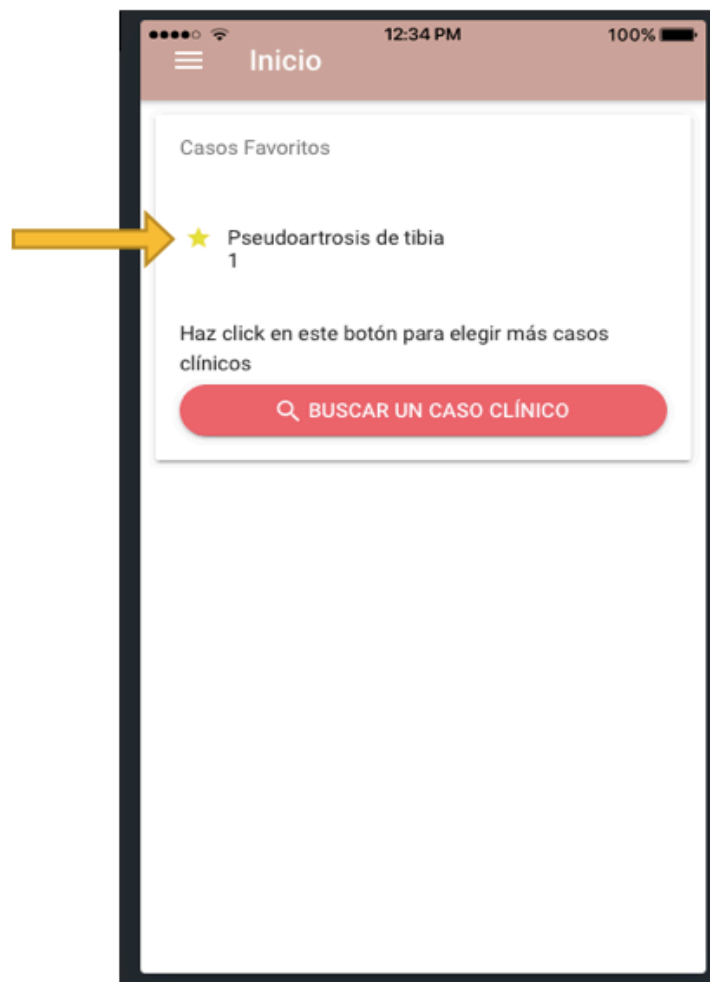 12:34 PM
100%
Inicio
Casos Favoritos
Pseudoartrosis de tibia
1
Haz click en este botón para elegir más casos
clínicos
BUSCAR UN CASO CLÍNICO